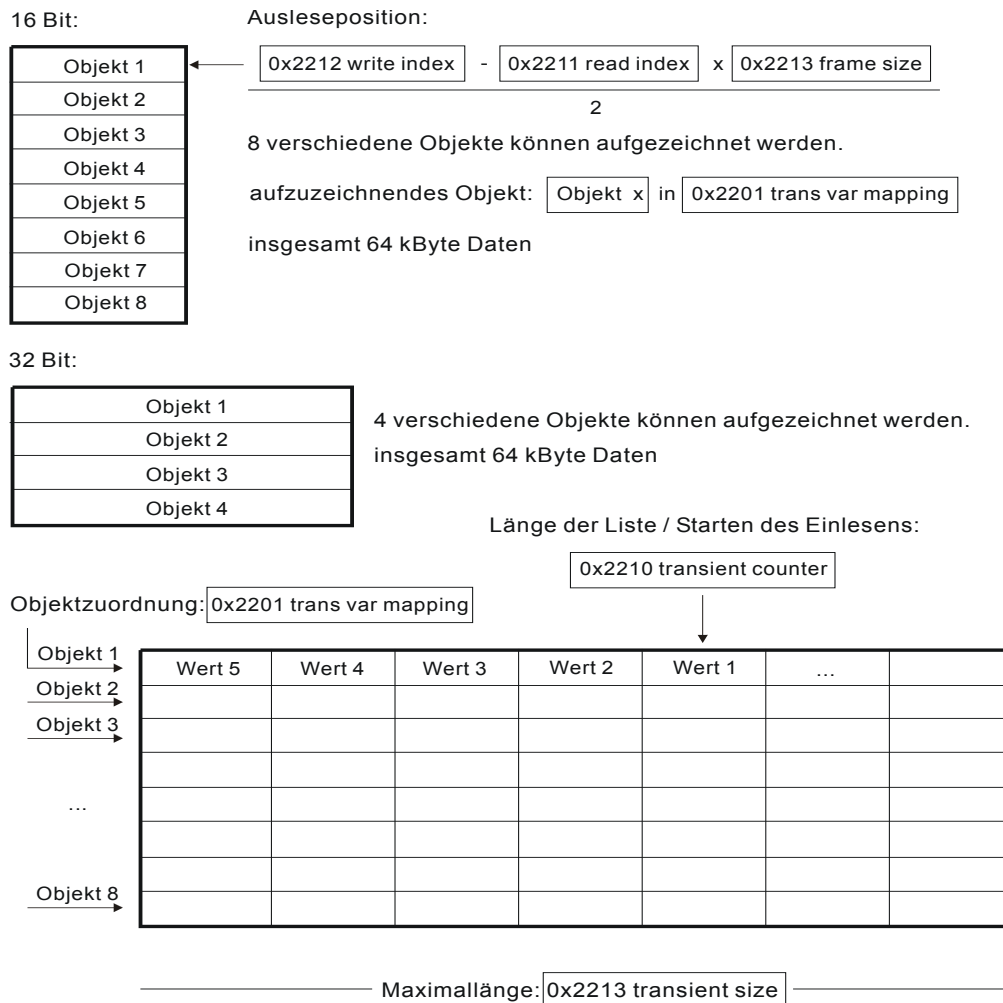 16 Bit:
Objekt 1
Objekt 2
Objekt 3
Objekt 4
Objekt 5
Objekt 6
Objekt 7
Objekt 8
Ausleseposition:
0x2212 write index - 0x2211 read index x 0x2213 frame size
2
8 verschiedene Objekte können aufgezeichnet werden.
aufzuzeichnendes Objekt: Objekt x in 0x2201 trans var mapping
insgesamt 64 kByte Daten
32 Bit:
Objekt 1
Objekt 2
Objekt 3
Objekt 4
4 verschiedene Objekte können aufgezeichnet werden.
insgesamt 64 kByte Daten
Länge der Liste / Starten des Einlesens:
0x2210 transient counter
Objektzuordnung: 0x2201 trans var mapping
Objekt 1
Objekt 2
Objekt 3
...
Objekt 8
Wert 5 Wert 4 Wert 3 Wert 2 Wert 1 ...
Maximallänge: 0x2213 transient size